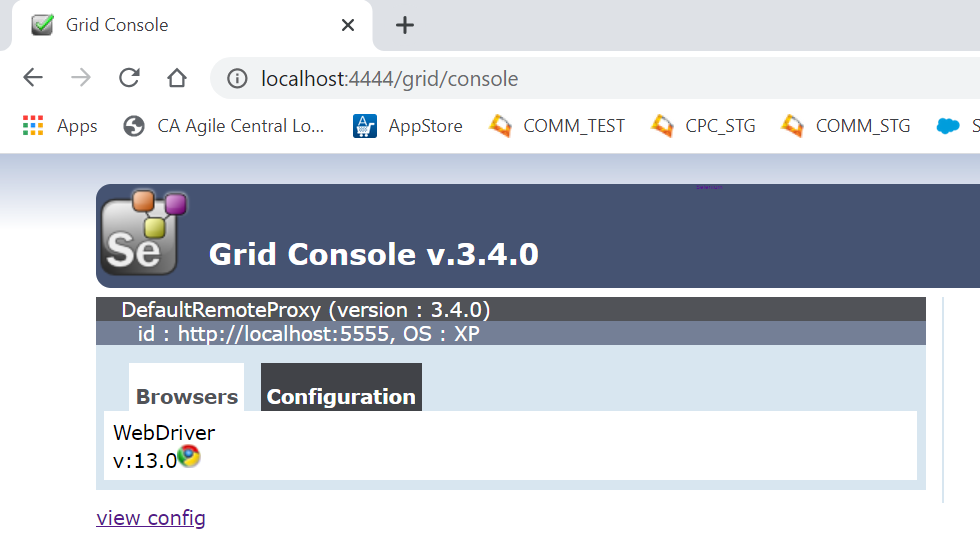 Grid Console
localhost:4444/grid/console
Apps CA Agile Central Lo... AppStore COMM_TEST CPC_STG COMM_STG S
Se Grid Console v.3.4.0
DefaultRemoteProxy (version : 3.4.0)
id : http://localhost:5555, OS : XP
Browsers Configuration
WebDriver
v:13.0
view config